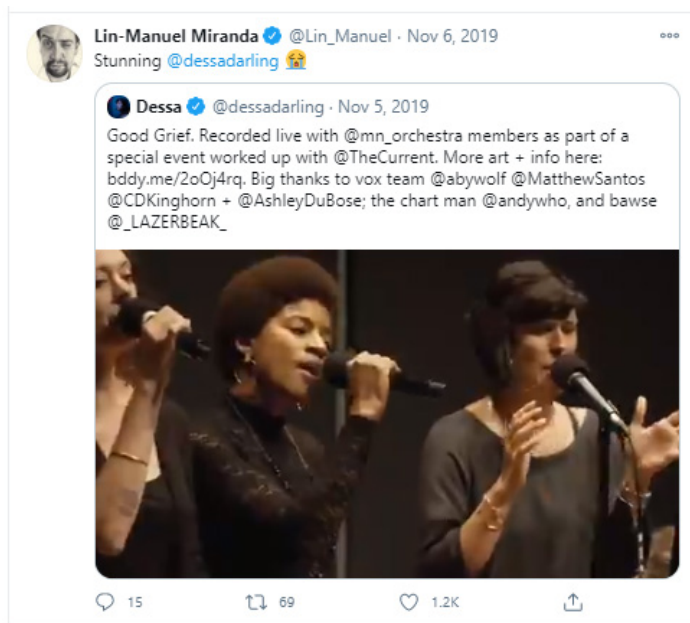 Lin-Manuel Miranda @Lin_Manuel · Nov 6, 2019
Stunning @dessadarling 😭
Dessa @dessadarling · Nov 5, 2019
Good Grief. Recorded live with @mn_orchestra members as part of a
special event worked up with @TheCurrent. More art + info here:
bddy.me/2oOj4rq. Big thanks to vox team @abywolf @MatthewSantos
@CDKinghorn + @AshleyDuBose; the chart man @andywho, and bawse
@_LAZERBEAK_
15 69 1.2K